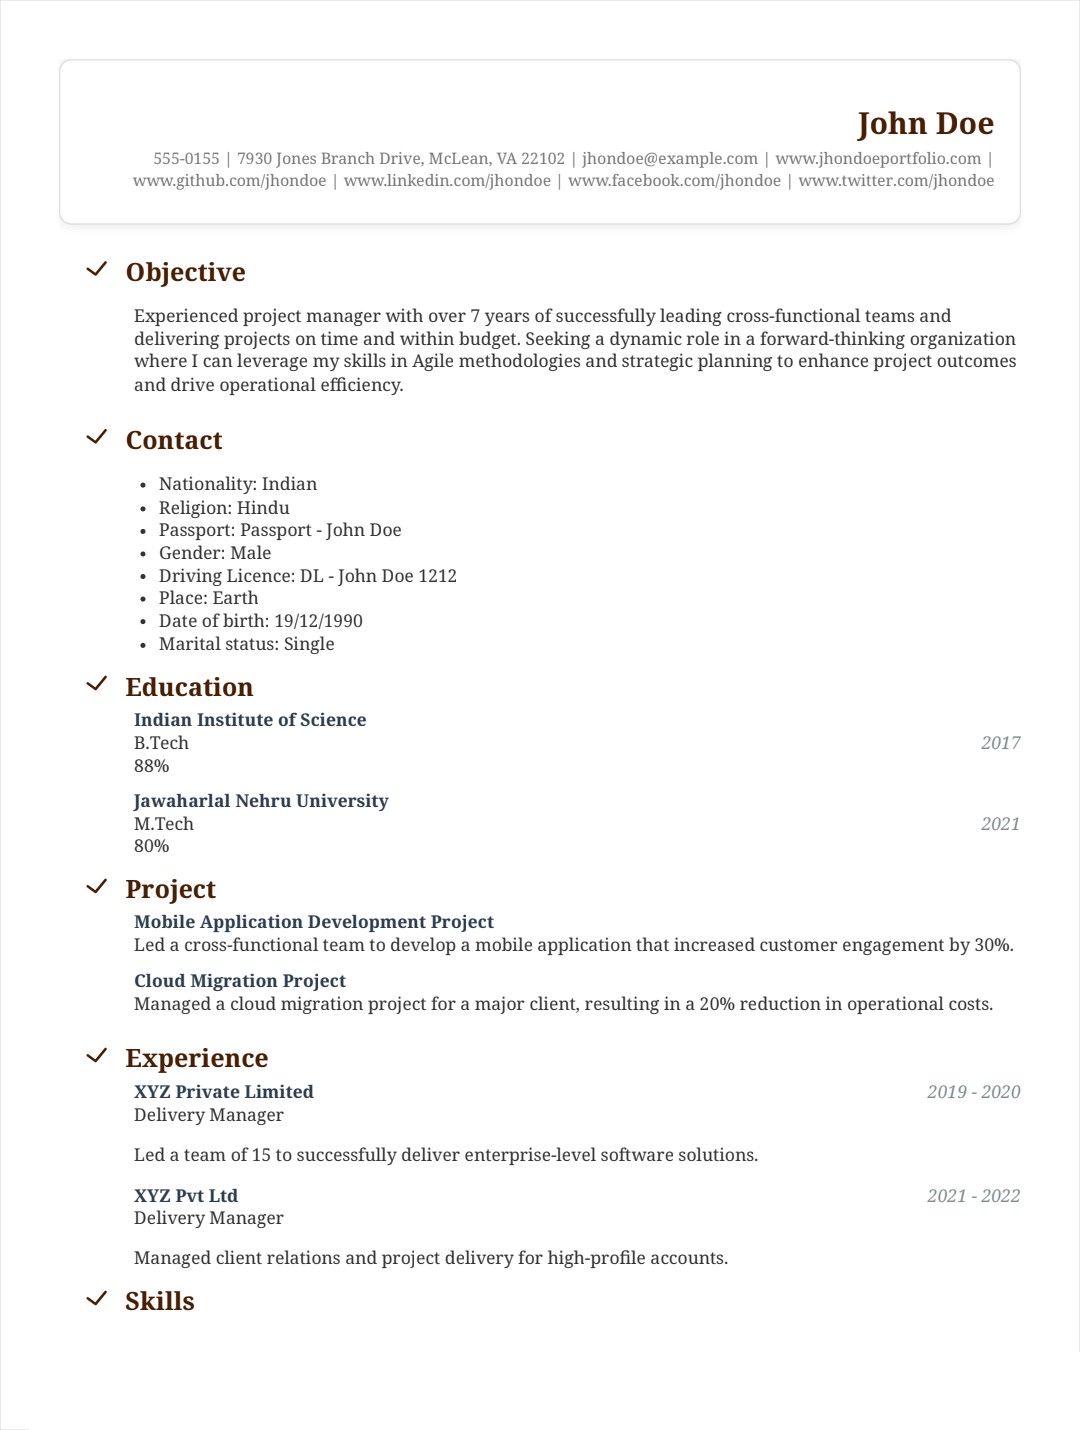 John Doe
555-0155 | 7930 Jones Branch Drive, McLean, VA 22102 | jhondoe@example.com | www.jhondoeportfolio.com |
www.github.com/jhondoe | www.linkedin.com/jhondoe | www.facebook.com/jhondoe | www.twitter.com/jhondoe
Objective
Experienced project manager with over 7 years of successfully leading cross-functional teams and
delivering projects on time and within budget. Seeking a dynamic role in a forward-thinking organization
where I can leverage my skills in Agile methodologies and strategic planning to enhance project outcomes
and drive operational efficiency.
Contact
• Nationality: Indian
• Religion: Hindu
• Passport: Passport - John Doe
• Gender: Male
• Driving Licence: DL - John Doe 1212
• Place: Earth
• Date of birth: 19/12/1990
• Marital status: Single
Education
Indian Institute of Science
B.Tech 2017
88%
Jawaharlal Nehru University
M.Tech 2021
80%
Project
Mobile Application Development Project
Led a cross-functional team to develop a mobile application that increased customer engagement by 30%.
Cloud Migration Project
Managed a cloud migration project for a major client, resulting in a 20% reduction in operational costs.
Experience
XYZ Private Limited 2019 - 2020
Delivery Manager
Led a team of 15 to successfully deliver enterprise-level software solutions.
XYZ Pvt Ltd 2021 - 2022
Delivery Manager
Managed client relations and project delivery for high-profile accounts.
Skills